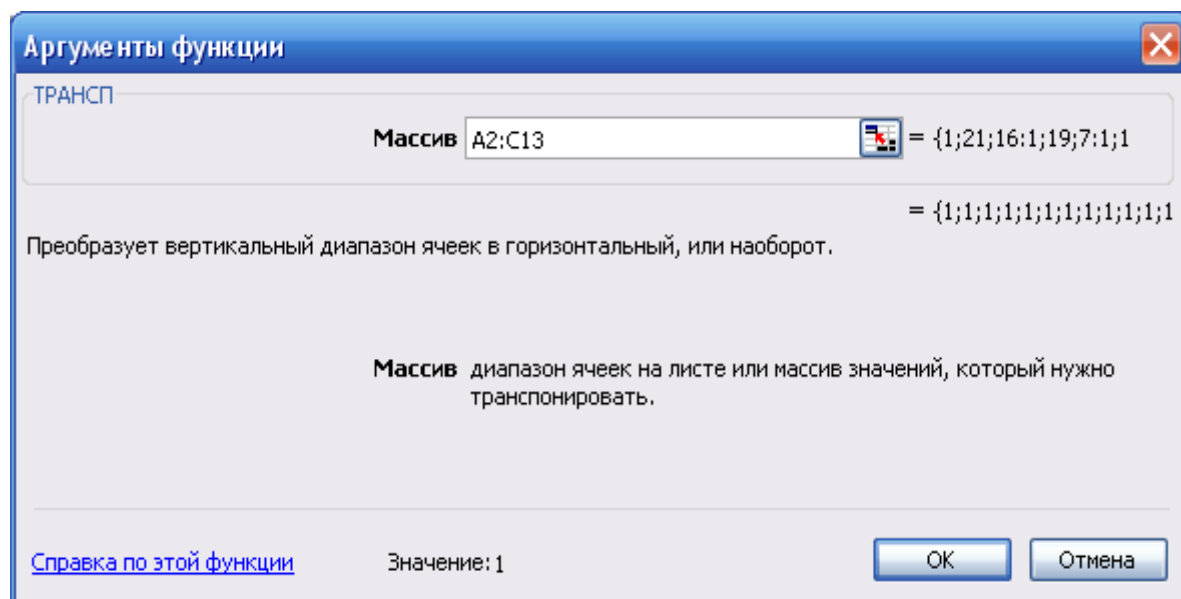 Аргументы функции
ТРАНСП
Массив A2:C13 = {1;21;16:1;19;7:1;1
= {1;1;1;1;1;1;1;1;1;1;1;1
Преобразует вертикальный диапазон ячеек в горизонтальный, или наоборот.
Массив диапазон ячеек на листе или массив значений, который нужно
транспонировать.
Справка по этой функции Значение:1 OK Отмена